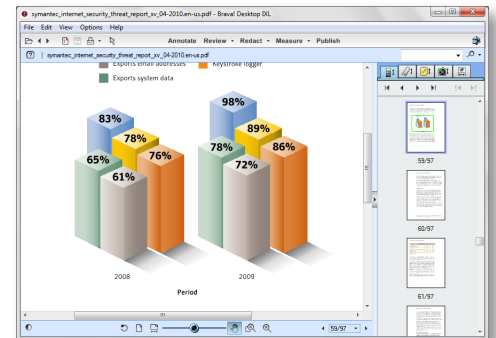 symantec_internet_security_threat_report_xv_04-2010.en-us.pdf - Brava! Desktop DXL
File Edit View Options Help
Annotate Review Redact Measure Publish
symantec_internet_security_threat_report_xv_04-2010.en-us.pdf
Exports email addresses Keystroke logger
Exports system data
98%
83%
89%
78%
78% 86%
65% 76%
72%
61%
2008 2009
Period
59/97
60/97
61/97
59/97